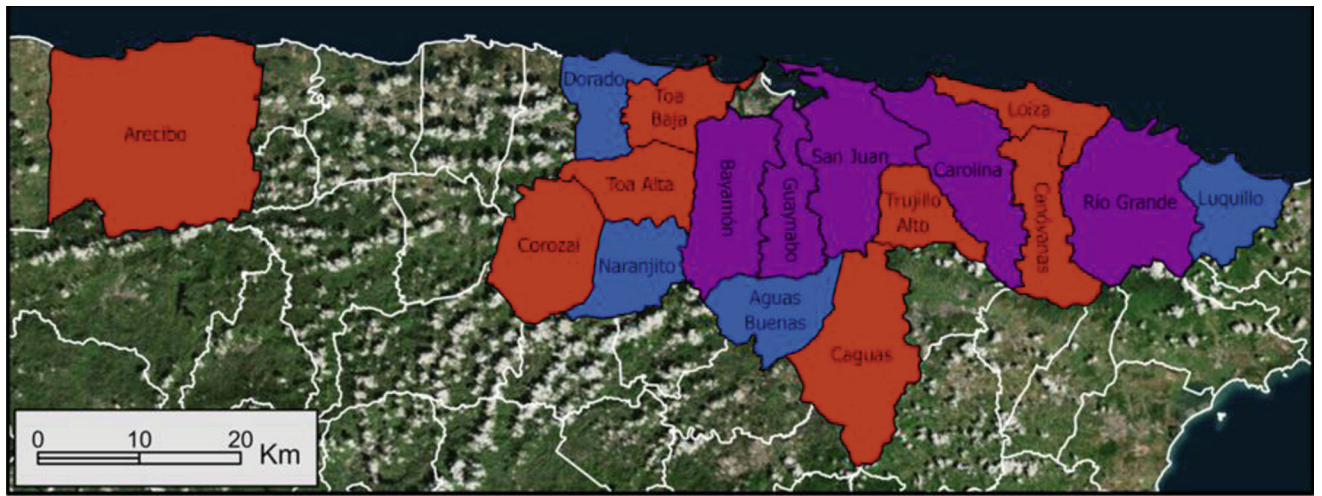 Dorado
Toa
Baja
Loíza
Arecibo
San Juan
Carolina
Toa Alta
Bayamón
Guaynabo
Trujillo
Alto
Canóvanas
Río Grande
Luquillo
Corozal
Naranjito
Aguas
Buenas
Caguas
0 10 20 Km